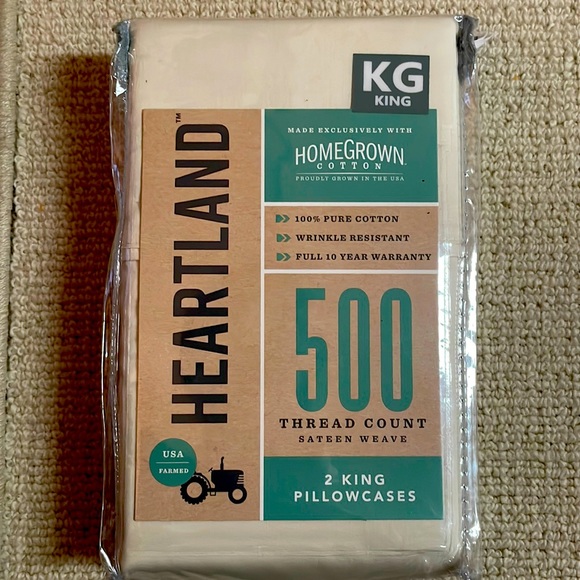 KG
KING
HEARTLAND™
MADE EXCLUSIVELY WITH
HOMEGROWN
COTTON
PROUDLY GROWN IN THE USA
100% PURE COTTON
WRINKLE RESISTANT
FULL 10 YEAR WARRANTY
500
THREAD COUNT
SATEEN WEAVE
USA
FARMED
2 KING
PILLOWCASES